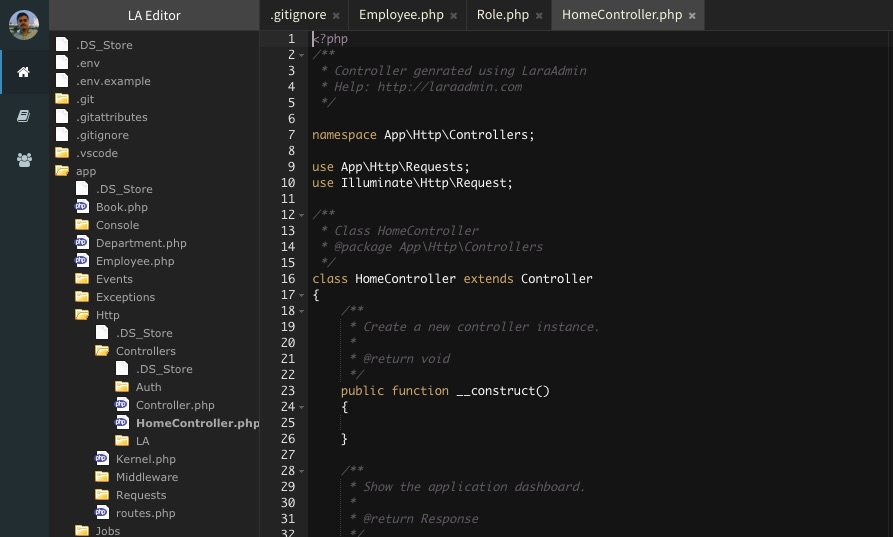 LA Editor
.DS_Store
.env
.env.example
.git
.gitattributes
.gitignore
.vscode
app
.DS_Store
Book.php
Console
Department.php
Employee.php
Events
Exceptions
Http
.DS_Store
Controllers
.DS_Store
Auth
Controller.php
HomeController.php
LA
Kernel.php
Middleware
Requests
routes.php
Jobs
.gitignore × Employee.php × Role.php × HomeController.php ×
1 <?php
2 /**
3  * Controller genrated using LaraAdmin
4  * Help: http://laraadmin.com
5  */
6
7 namespace App\Http\Controllers;
8
9 use App\Http\Requests;
10 use Illuminate\Http\Request;
11
12 /**
13  * Class HomeController
14  * @package App\Http\Controllers
15  */
16 class HomeController extends Controller
17 {
18     /**
19      * Create a new controller instance.
20      *
21      * @return void
22      */
23     public function __construct()
24     {
25
26     }
27
28     /**
29      * Show the application dashboard.
30      *
31      * @return Response
32      */